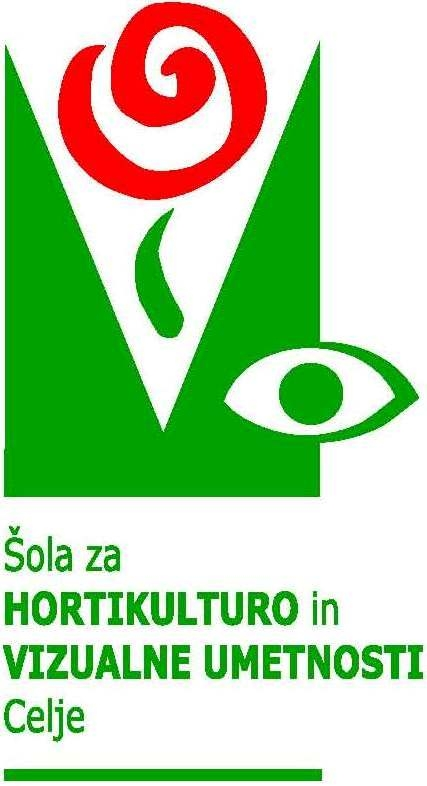 Šola za
HORTIKULTURO in
VIZUALNE UMETNOSTI
Celje